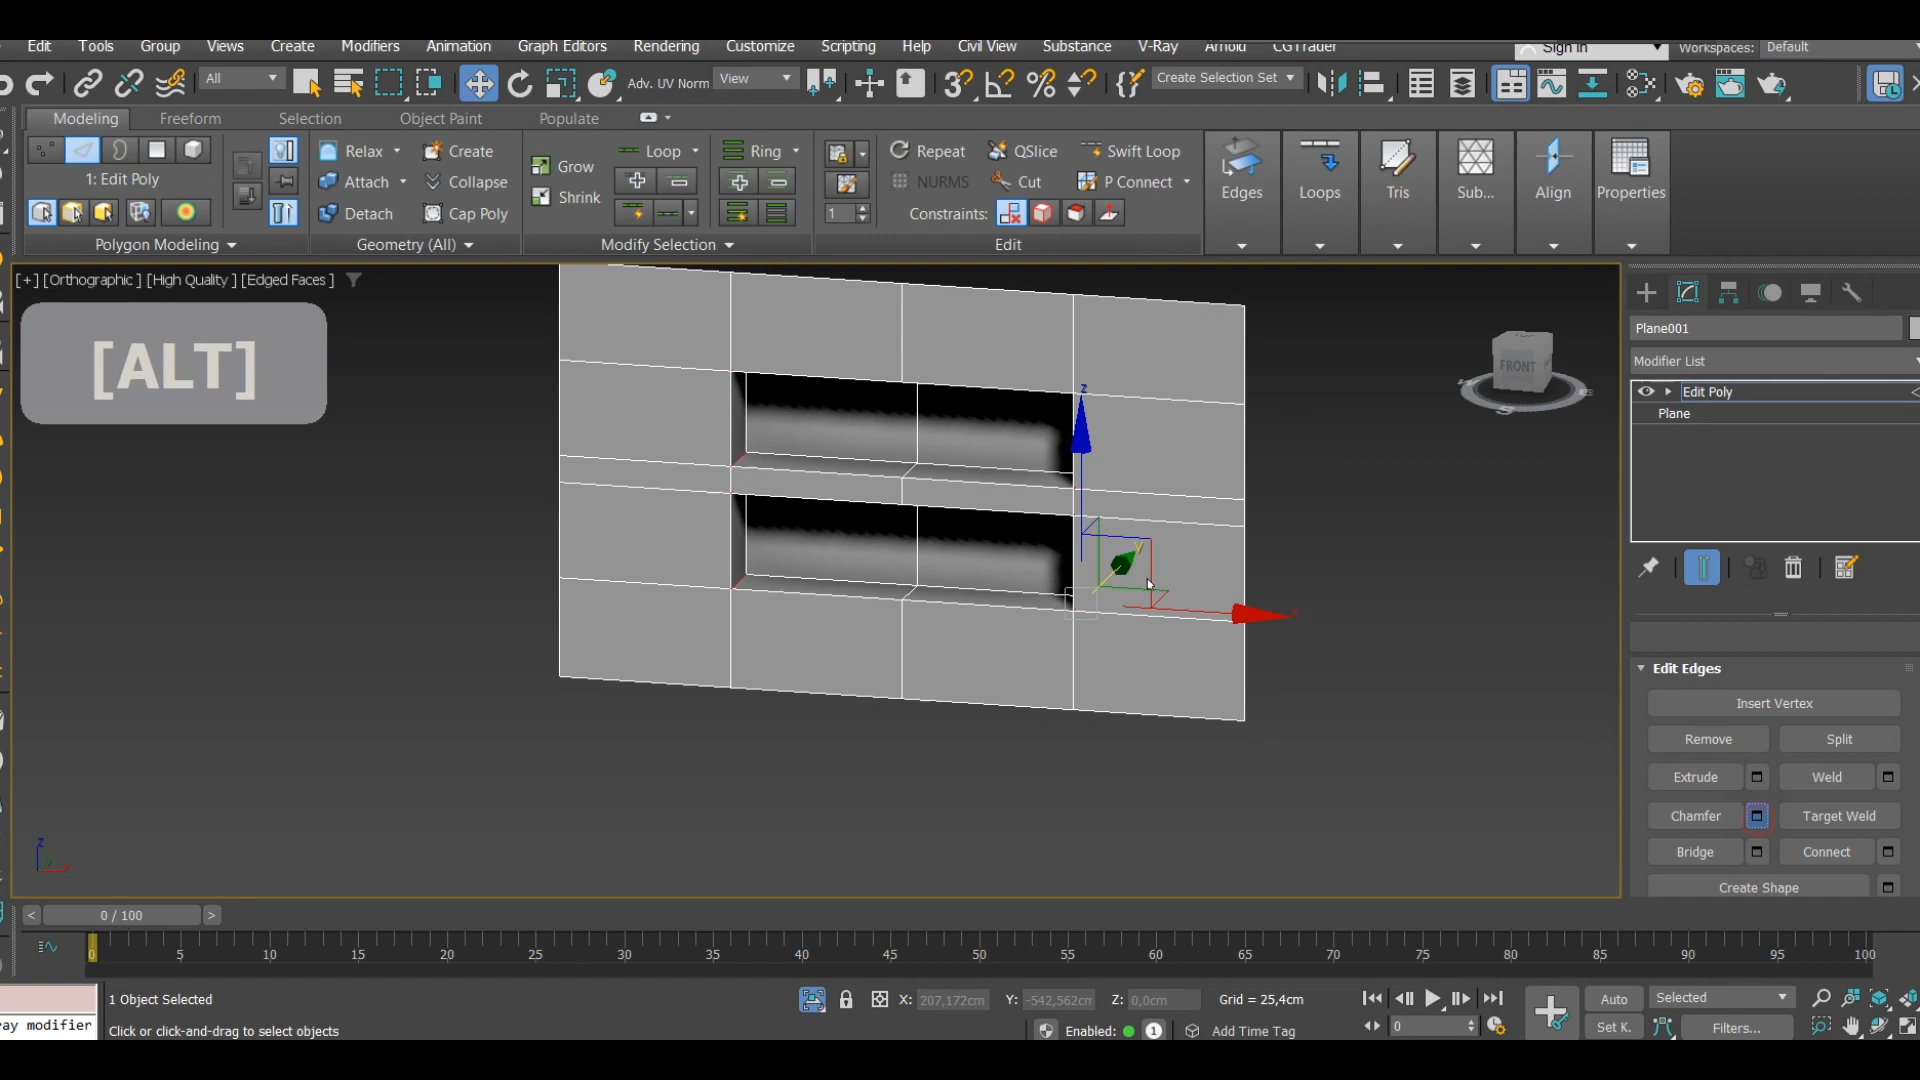 Edit Tools Group Views Create Modifiers Animation Graph Editors Rendering Customize Scripting Help Civil View Substance V-Ray Arnold CGTrader Sign In Workspaces: Default
All Adv. UV Norm View Create Selection Set
Modeling Freeform Selection Object Paint Populate
Relax Create Loop Ring Repeat QSlice Swift Loop
1: Edit Poly Grow
Attach Collapse NURMS Cut P Connect
Shrink Edges Loops Tris Sub... Align Properties
Detach Cap Poly 1 Constraints:
Polygon Modeling Geometry (All) Modify Selection Edit
[+] [Orthographic ] [High Quality ] [Edged Faces ]
[ALT]
FRONT
S
z
y
x
z
y
x
Plane001
Modifier List
Edit Poly
Plane
Edit Edges
Insert Vertex
Remove Split
Extrude Weld
Chamfer Target Weld
Bridge Connect
Create Shape
< 0 / 100 >
0 5 10 15 20 25 30 35 40 45 50 55 60 65 70 75 80 85 90 95 100
1 Object Selected X: 207,172cm Y: -542,562cm Z: 0,0cm Grid = 25,4cm Auto Selected
ray modifier Click or click-and-drag to select objects Enabled: 1 Add Time Tag 0 Set K. Filters...